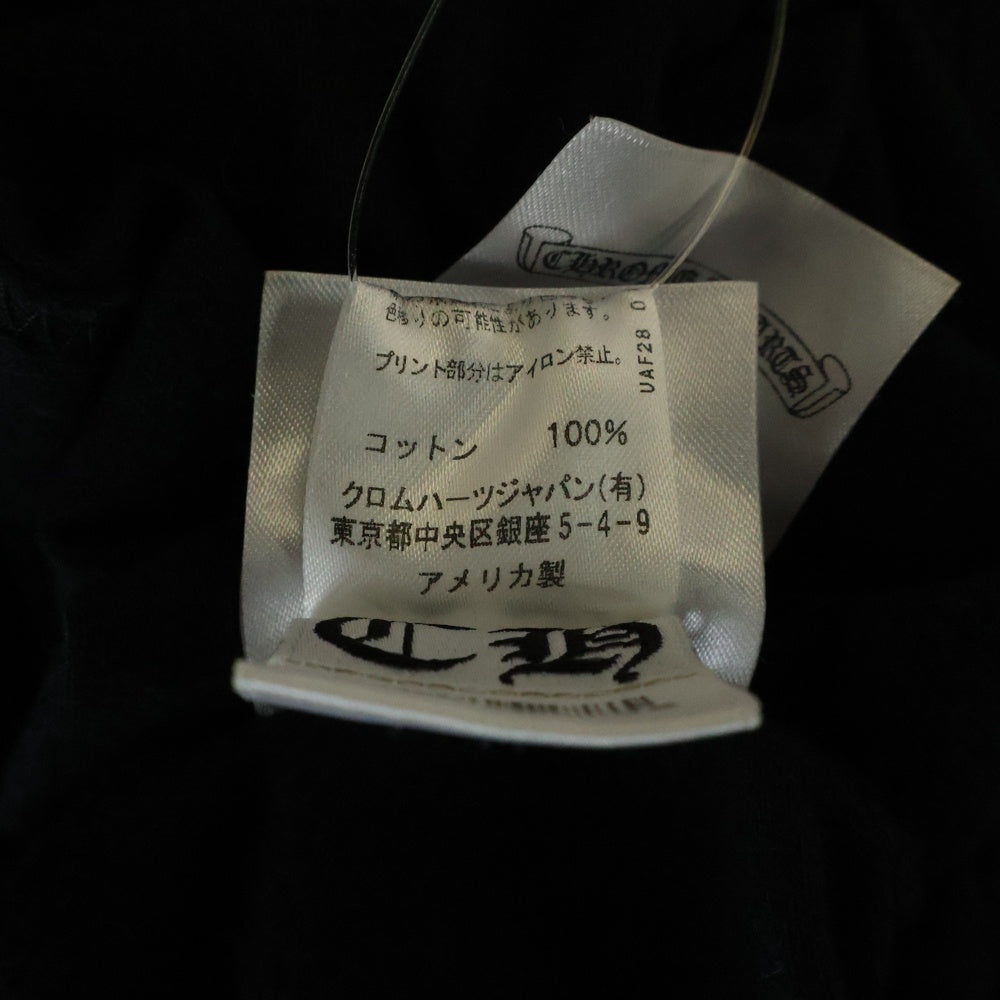 色移りの可能性があります。
プリント部分はアイロン禁止。
UAF28 0
コットン 100%
クロムハーツジャパン(有)
東京都中央区銀座5-4-9
アメリカ製
CHROME